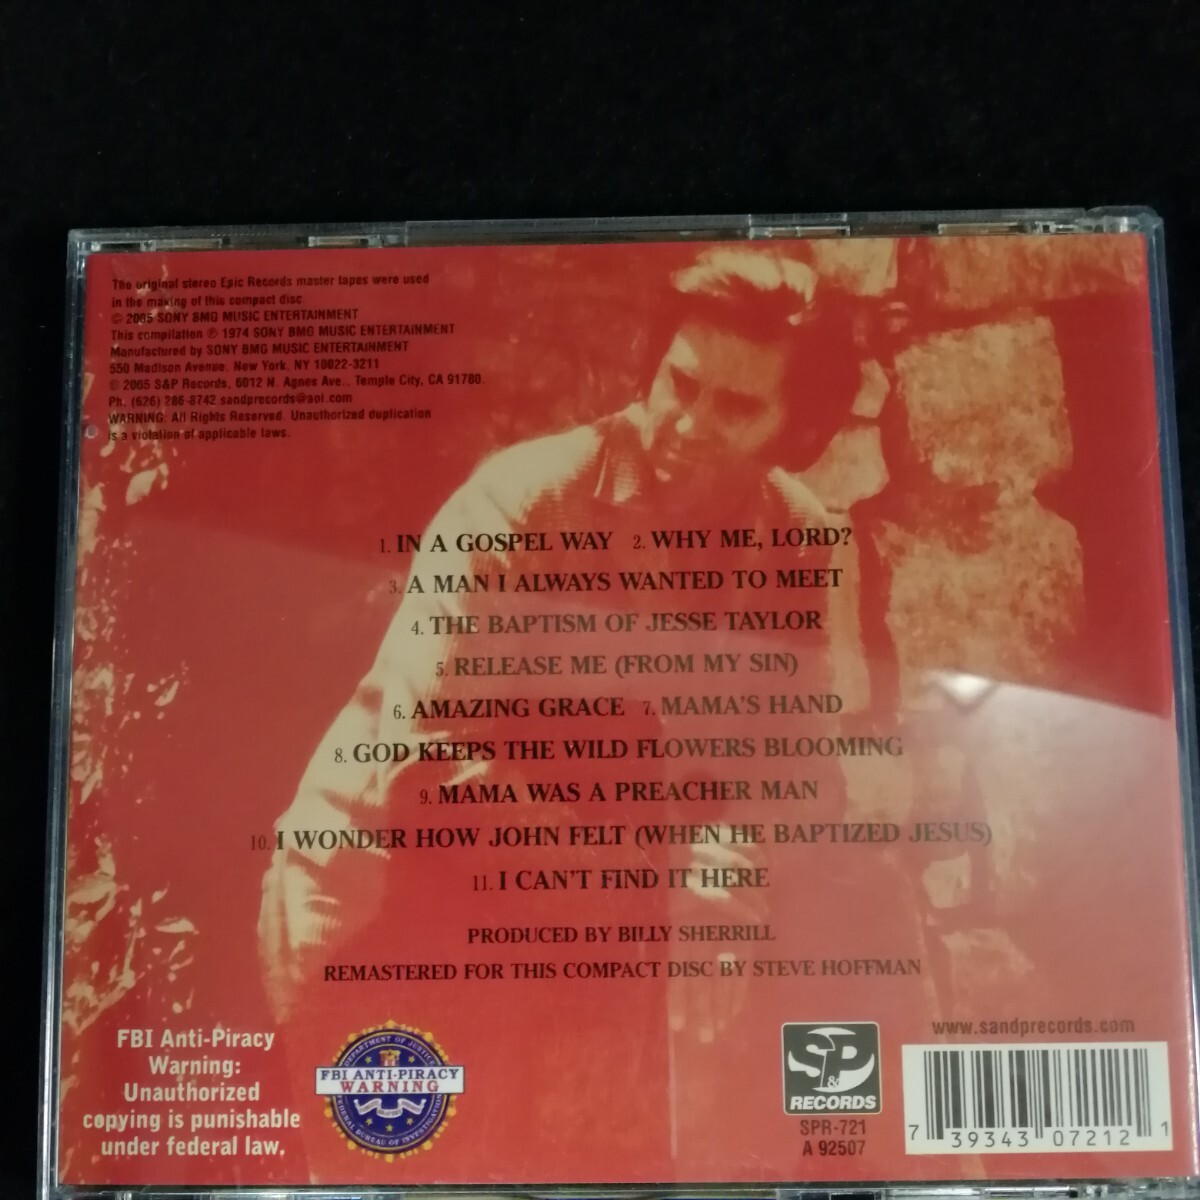 The original stereo Epic Records master tapes were used
in the making of this compact disc
© 2005 SONY BMG MUSIC ENTERTAINMENT
This compilation ℗ 1974 SONY BMG MUSIC ENTERTAINMENT
Manufactured by SONY BMG MUSIC ENTERTAINMENT
550 Madison Avenue, New York, NY 10022-3211
© 2005 S&P Records, 6012 N. Agnes Ave., Temple City, CA 91780.
Ph. (626) 286-8742 sandprecords@aol.com
WARNING: All Rights Reserved. Unauthorized duplication
is a violation of applicable laws.
1. IN A GOSPEL WAY 2. WHY ME, LORD?
3. A MAN I ALWAYS WANTED TO MEET
4. THE BAPTISM OF JESSE TAYLOR
5. RELEASE ME (FROM MY SIN)
6. AMAZING GRACE 7. MAMA'S HAND
8. GOD KEEPS THE WILD FLOWERS BLOOMING
9. MAMA WAS A PREACHER MAN
10. I WONDER HOW JOHN FELT (WHEN HE BAPTIZED JESUS)
11. I CAN'T FIND IT HERE
PRODUCED BY BILLY SHERRILL
REMASTERED FOR THIS COMPACT DISC BY STEVE HOFFMAN
FBI Anti-Piracy
Warning:
Unauthorized
copying is punishable
under federal law.
DEPARTMENT OF JUSTICE
FBI ANTI-PIRACY
WARNING
FEDERAL BUREAU OF INVESTIGATION
S&P
RECORDS
SPR-721
A 92507
www.sandprecords.com
7 39343 07212 1